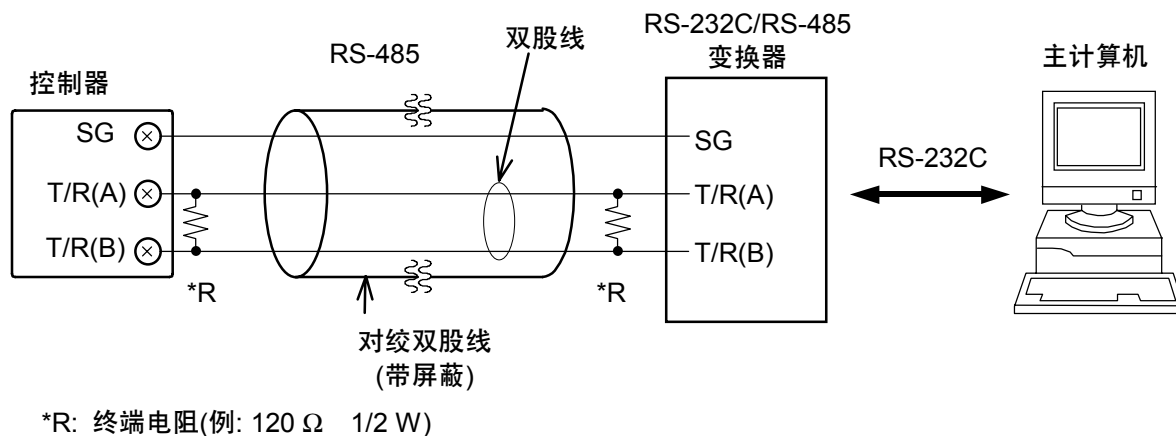 RS-485
双股线
RS-232C/RS-485
变换器
主计算机
控制器
SG
T/R(A)
T/R(B)
*R
SG
T/R(A)
T/R(B)
*R
RS-232C
对绞双股线
(带屏蔽)
*R: 终端电阻(例: 120 Ω 1/2 W)